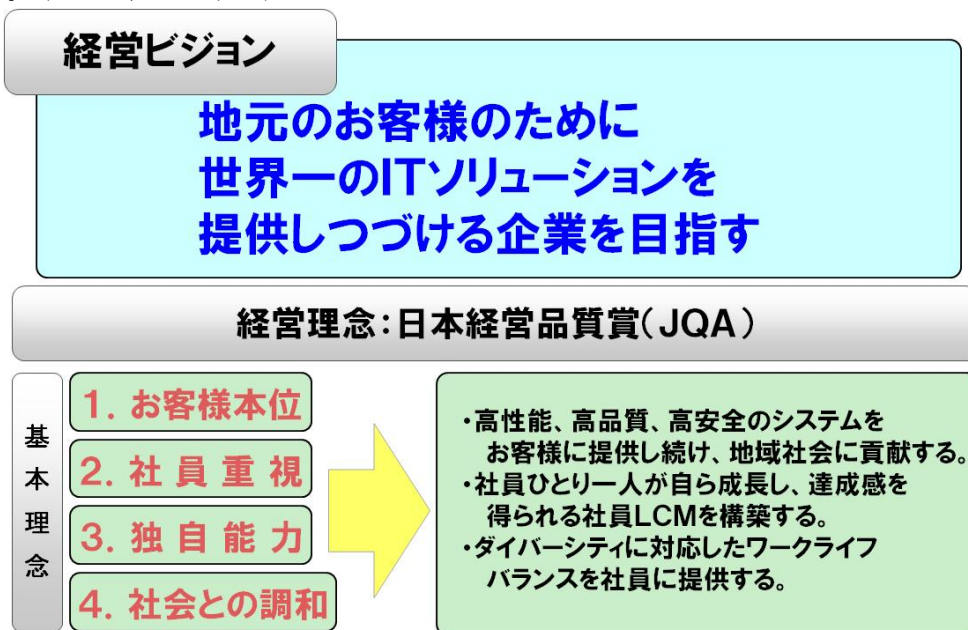 経営ビジョン
地元のお客様のために
世界一のITソリューションを
提供しつづける企業を目指す
経営理念：日本経営品質賞（JQA）
基本理念
1. お客様本位
2. 社員重視
3. 独自能力
4. 社会との調和
・高性能、高品質、高安全のシステムを
お客様に提供し続け、地域社会に貢献する。
・社員ひとり一人が自ら成長し、達成感を
得られる社員LCMを構築する。
・ダイバーシティに対応したワークライフ
バランスを社員に提供する。